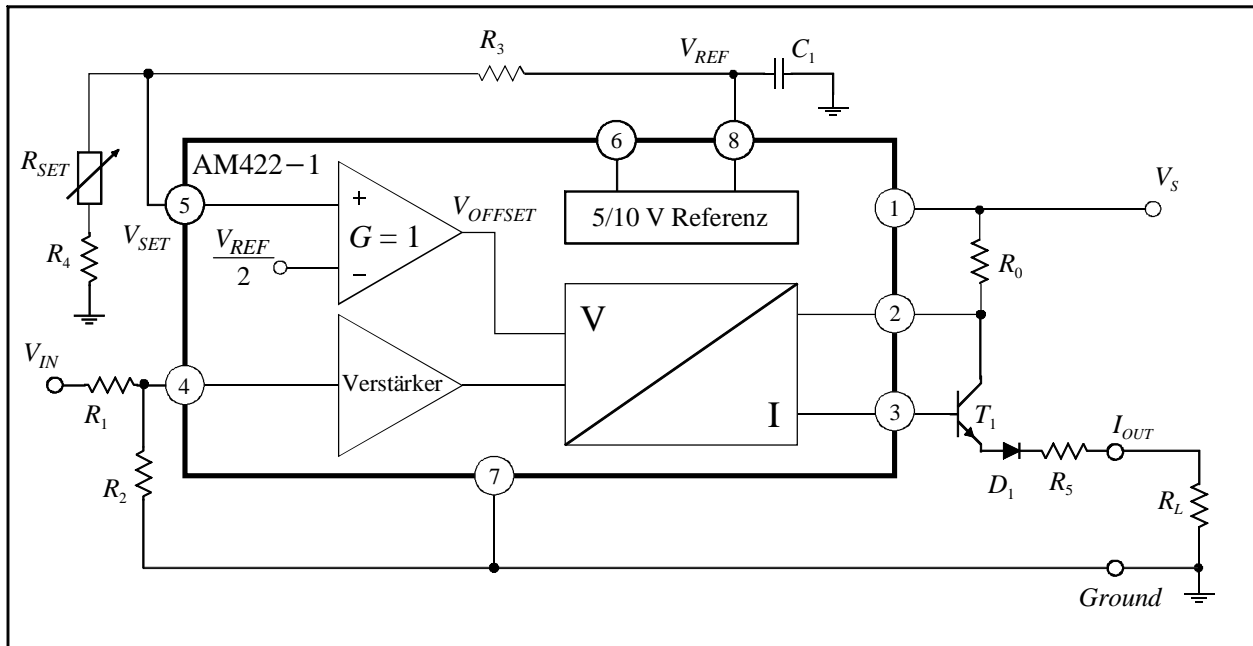 R3
VREF
C1
RSET
R4
AM422−1
6
8
5/10 V Referenz
1
VS
5
VSET
+
G = 1
−
VREF
2
VOFFSET
R0
V
I
2
VIN
R1
4
Verstärker
3
T1
IOUT
D1
R5
R2
7
RL
Ground